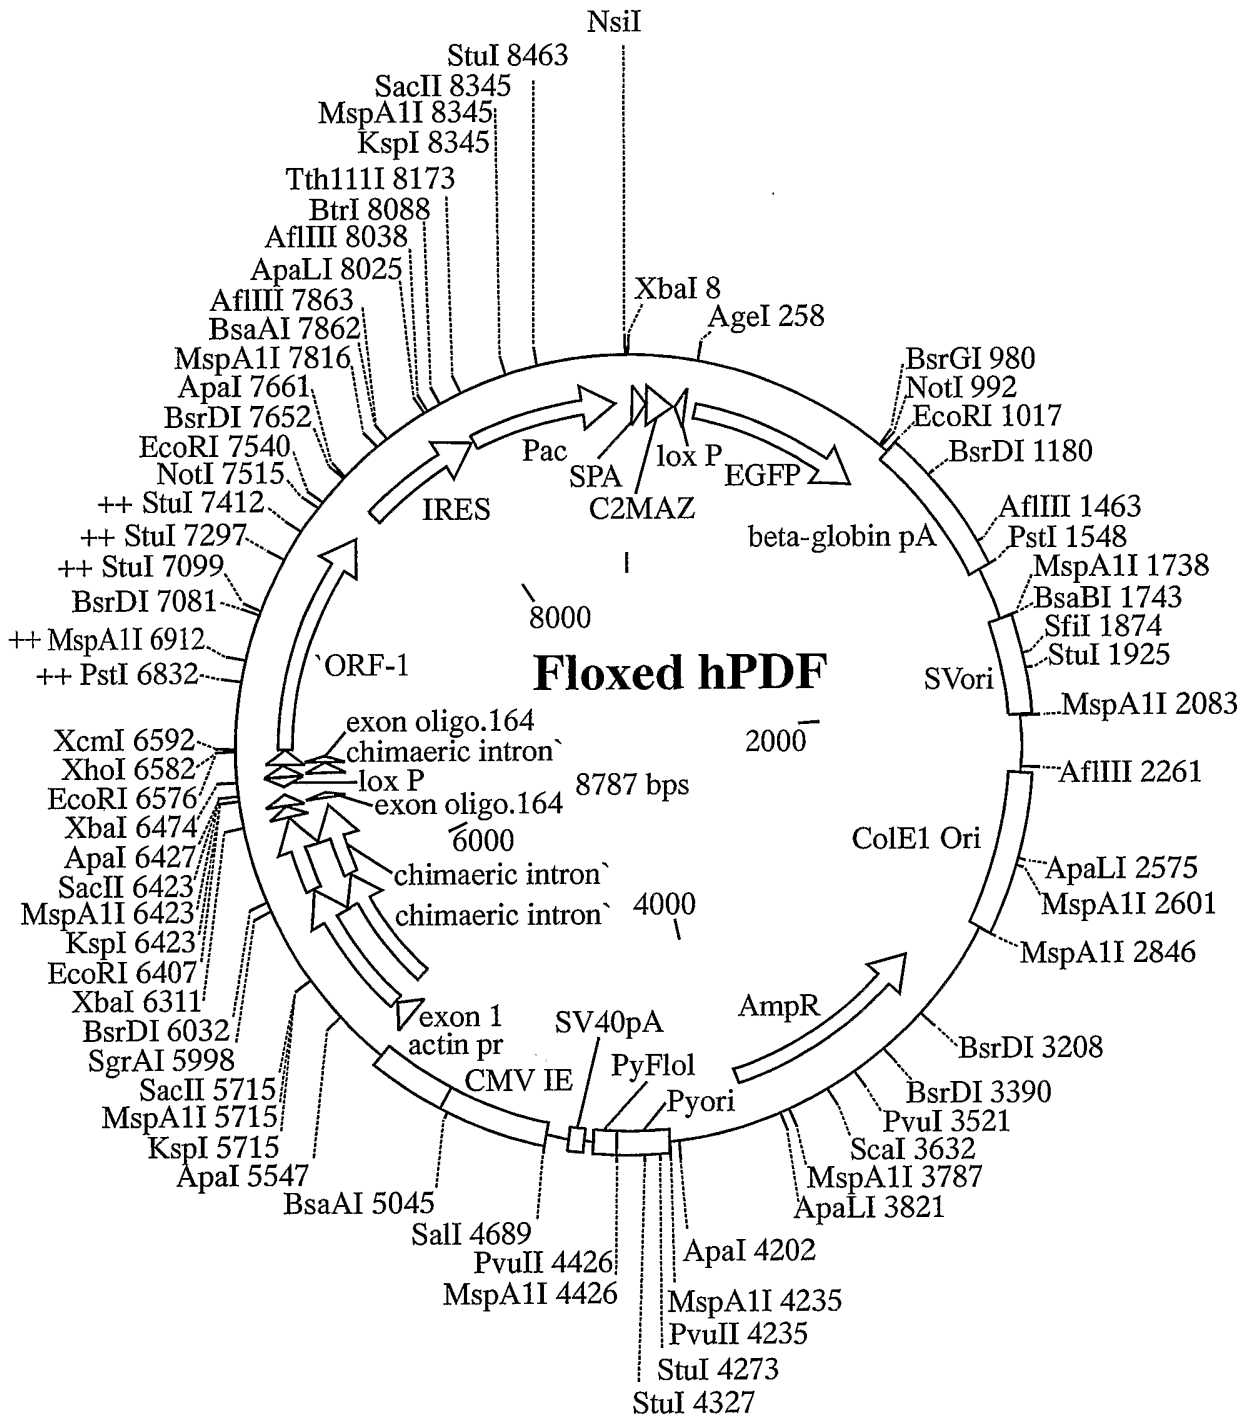 NsiI
StuI 8463
SacII 8345
MspA1I 8345
KspI 8345
Tth111I 8173
BtrI 8088
AflIII 8038
ApaLI 8025
AflIII 7863
BsaAI 7862
MspA1I 7816
ApaI 7661
BsrDI 7652
EcoRI 7540
NotI 7515
++ StuI 7412
++ StuI 7297
++ StuI 7099
BsrDI 7081
++ MspA1I 6912
++ PstI 6832
XcmI 6592
XhoI 6582
EcoRI 6576
XbaI 6474
ApaI 6427
SacII 6423
MspA1I 6423
KspI 6423
EcoRI 6407
XbaI 6311
BsrDI 6032
SgrAI 5998
SacII 5715
MspA1I 5715
KspI 5715
ApaI 5547
BsaAI 5045
SalI 4689
PvuII 4426
MspA1I 4426
XbaI 8
AgeI 258
BsrGI 980
NotI 992
EcoRI 1017
BsrDI 1180
AflIII 1463
PstI 1548
MspA1I 1738
BsaBI 1743
SfiI 1874
StuI 1925
MspA1I 2083
AflIII 2261
ApaLI 2575
MspA1I 2601
MspA1I 2846
BsrDI 3208
BsrDI 3390
PvuI 3521
ScaI 3632
MspA1I 3787
ApaLI 3821
ApaI 4202
MspA1I 4235
PvuII 4235
StuI 4273
StuI 4327
Pac
SPA
lox P
EGFP
IRES
C2MAZ
beta-globin pA
8000
`ORF-1
Floxed hPDF
SVori
2000
exon oligo.164
chimaeric intron`
lox P
8787 bps
exon oligo.164
6000
ColE1 Ori
chimaeric intron`
chimaeric intron`
4000
AmpR
exon 1
actin pr
SV40pA
CMV IE
PyFlol
Pyori